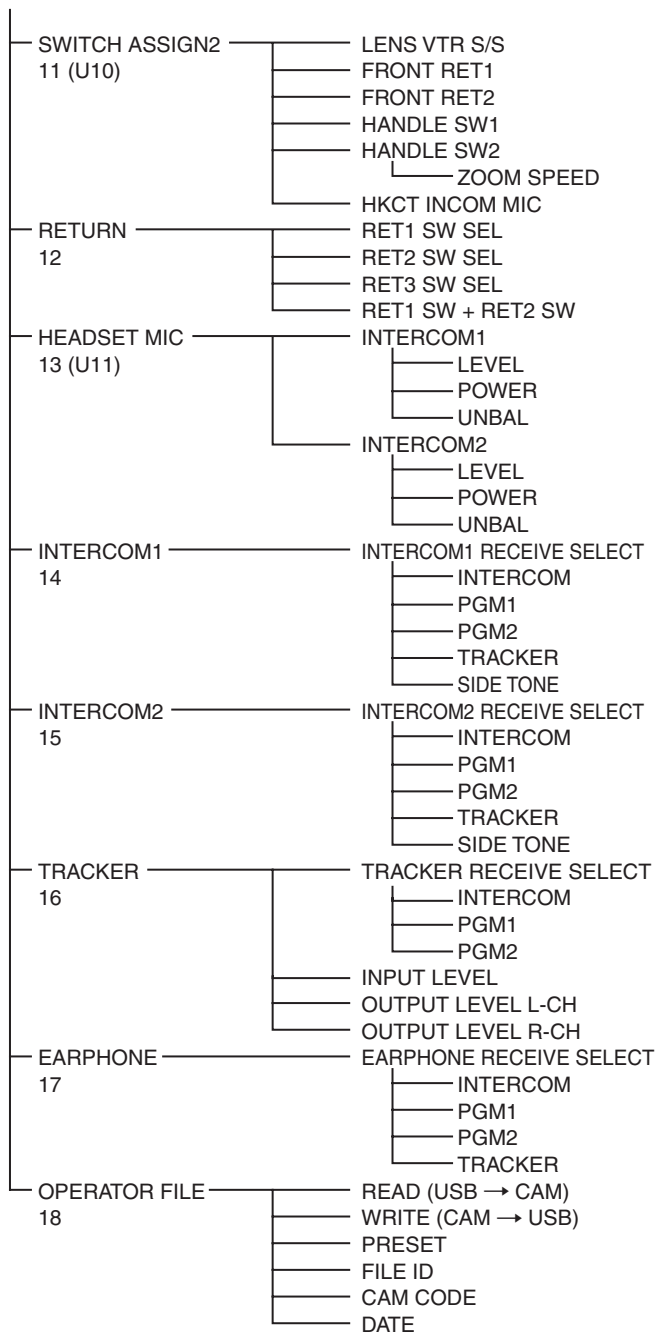 SWITCH ASSIGN2
11 (U10)
LENS VTR S/S
FRONT RET1
FRONT RET2
HANDLE SW1
HANDLE SW2
ZOOM SPEED
HKCT INCOM MIC
RETURN
12
RET1 SW SEL
RET2 SW SEL
RET3 SW SEL
RET1 SW + RET2 SW
HEADSET MIC
13 (U11)
INTERCOM1
LEVEL
POWER
UNBAL
INTERCOM2
LEVEL
POWER
UNBAL
INTERCOM1
14
INTERCOM1 RECEIVE SELECT
INTERCOM
PGM1
PGM2
TRACKER
SIDE TONE
INTERCOM2
15
INTERCOM2 RECEIVE SELECT
INTERCOM
PGM1
PGM2
TRACKER
SIDE TONE
TRACKER
16
TRACKER RECEIVE SELECT
INTERCOM
PGM1
PGM2
INPUT LEVEL
OUTPUT LEVEL L-CH
OUTPUT LEVEL R-CH
EARPHONE
17
EARPHONE RECEIVE SELECT
INTERCOM
PGM1
PGM2
TRACKER
OPERATOR FILE
18
READ (USB → CAM)
WRITE (CAM → USB)
PRESET
FILE ID
CAM CODE
DATE